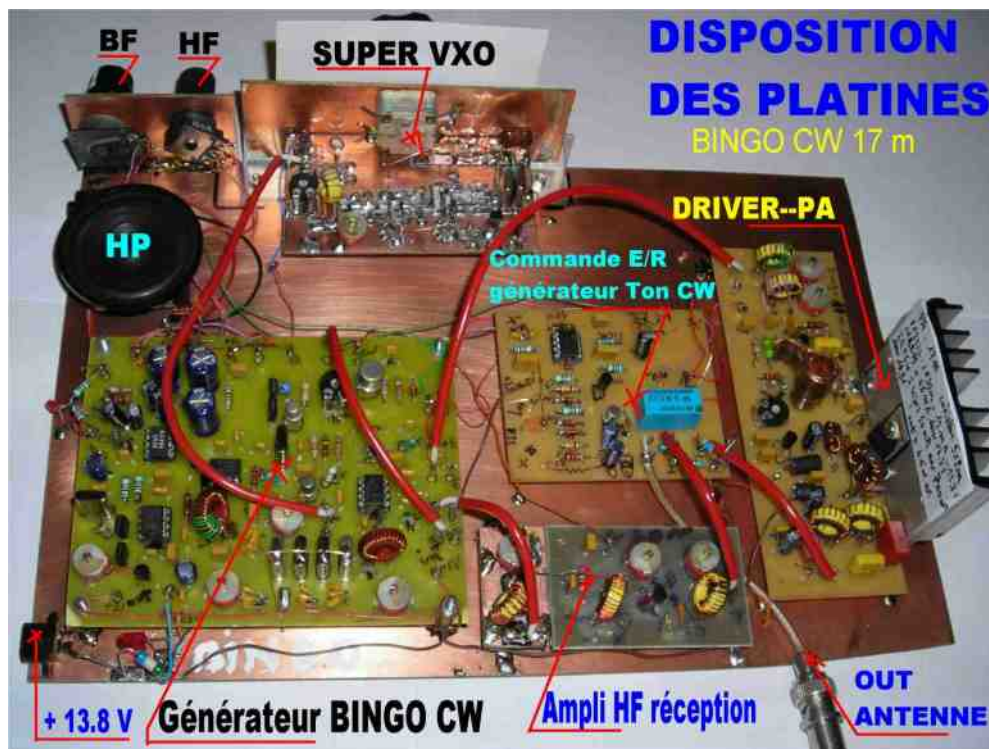 BF HF
SUPER VXO
DISPOSITION
DES PLATINES
BINGO CW 17 m
DRIVER--PA
HP
Commande E/R
générateur Ton CW
+ 13.8 V
Générateur BINGO CW
Ampli HF réception
OUT
ANTENNE